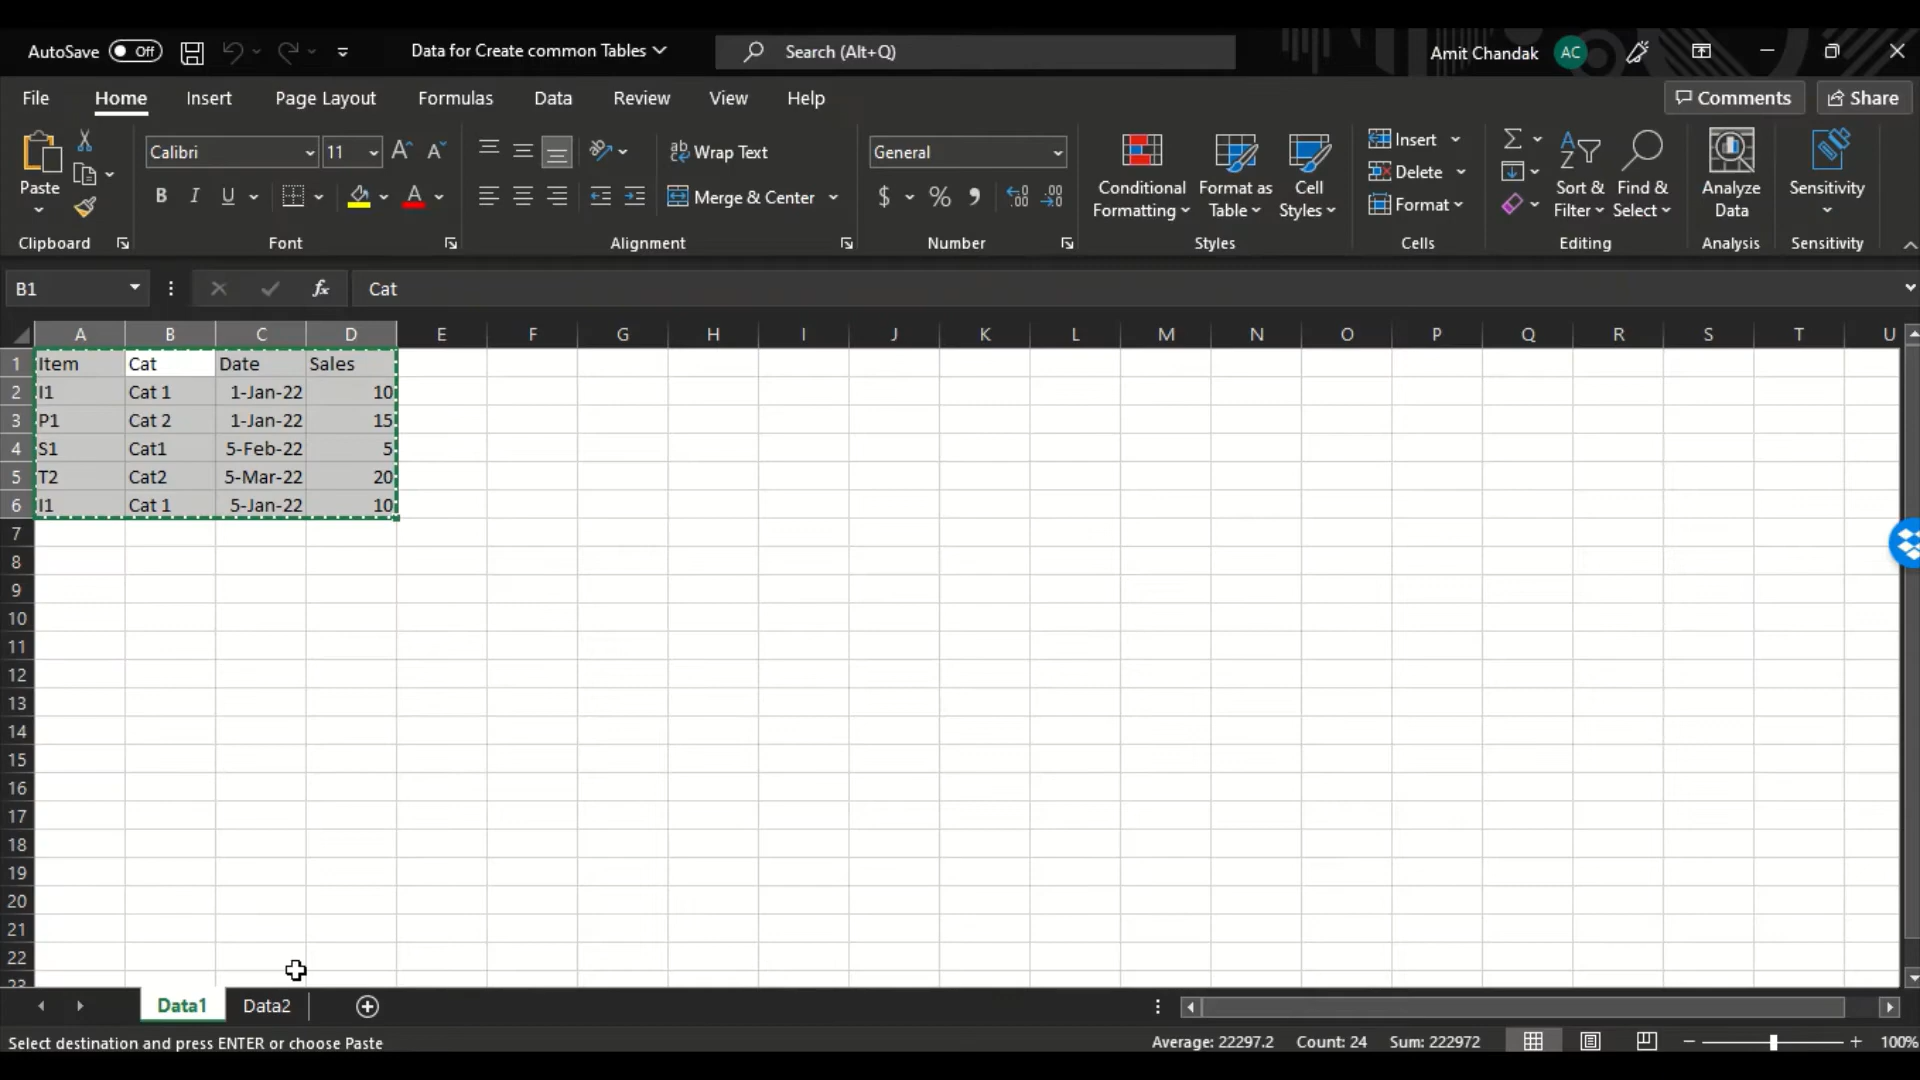 AutoSave Off Data for Create common Tables Search (Alt+Q) Amit Chandak AC
File Home Insert Page Layout Formulas Data Review View Help Comments Share
Calibri 11 Wrap Text General Insert
Paste B I U Merge & Center $ % Conditional Formatting Format as Table Cell Styles Delete Format Sort & Filter Find & Select Analyze Data Sensitivity
Clipboard Font Alignment Number Styles Cells Editing Analysis Sensitivity
B1 fx Cat
A B C D E F G H I J K L M N O P Q R S T U
1 Item Cat Date Sales
2 I1 Cat 1 1-Jan-22 10
3 P1 Cat 2 1-Jan-22 15
4 S1 Cat1 5-Feb-22 5
5 T2 Cat2 5-Mar-22 20
6 I1 Cat 1 5-Jan-22 10
7
8
9
10
11
12
13
14
15
16
17
18
19
20
21
22
23
Data1 Data2
Select destination and press ENTER or choose Paste Average: 22297.2 Count: 24 Sum: 222972 100%